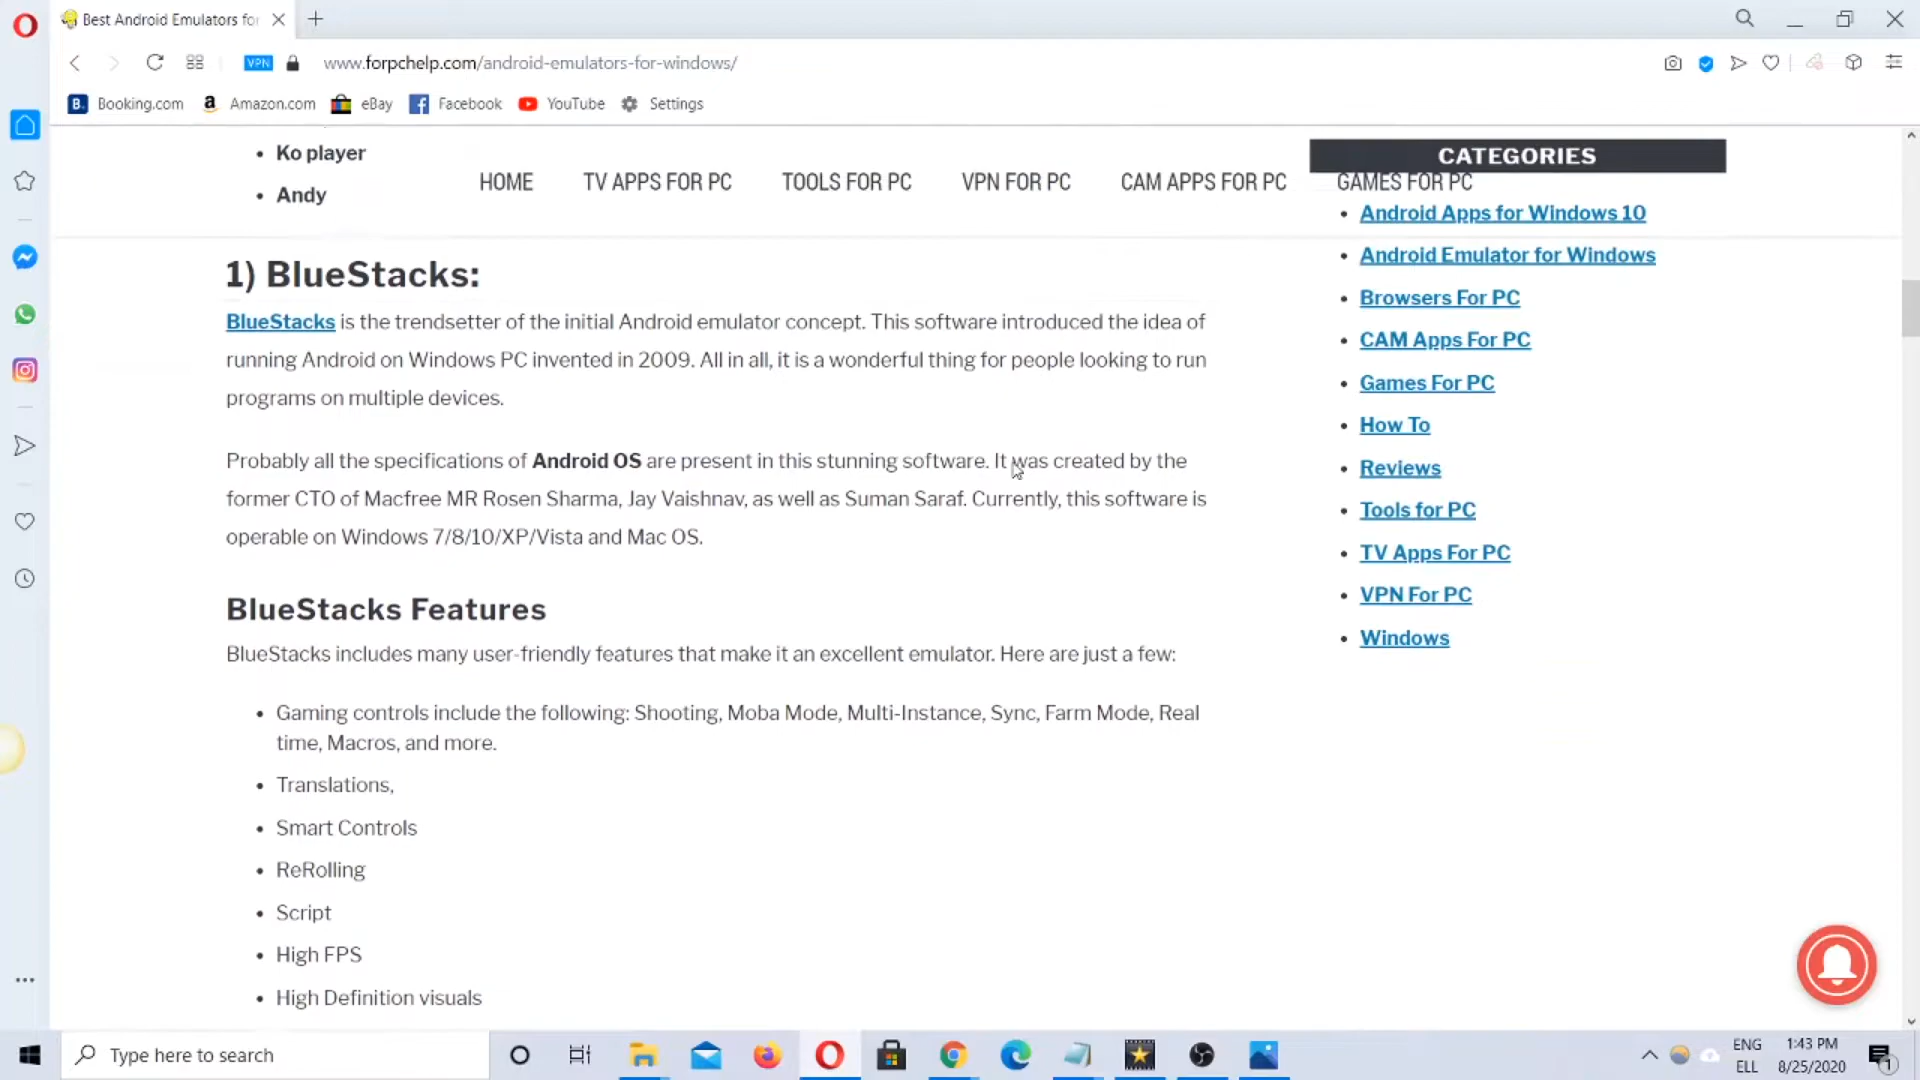 Best Android Emulators for
VPN
www.forpchelp.com/android-emulators-for-windows/
B. Booking.com
a Amazon.com
eBay
Facebook
YouTube
Settings
Ko player
Andy
HOME
TV APPS FOR PC
TOOLS FOR PC
VPN FOR PC
CAM APPS FOR PC
GAMES FOR PC
1) BlueStacks:
BlueStacks is the trendsetter of the initial Android emulator concept. This software introduced the idea of
running Android on Windows PC invented in 2009. All in all, it is a wonderful thing for people looking to run
programs on multiple devices.
Probably all the specifications of Android OS are present in this stunning software. It was created by the
former CTO of Macfree MR Rosen Sharma, Jay Vaishnav, as well as Suman Saraf. Currently, this software is
operable on Windows 7/8/10/XP/Vista and Mac OS.
BlueStacks Features
BlueStacks includes many user-friendly features that make it an excellent emulator. Here are just a few:
Gaming controls include the following: Shooting, Moba Mode, Multi-Instance, Sync, Farm Mode, Real
time, Macros, and more.
Translations,
Smart Controls
ReRolling
Script
High FPS
High Definition visuals
CATEGORIES
Android Apps for Windows 10
Android Emulator for Windows
Browsers For PC
CAM Apps For PC
Games For PC
How To
Reviews
Tools for PC
TV Apps For PC
VPN For PC
Windows
Type here to search
ENG
ELL
1:43 PM
8/25/2020
1